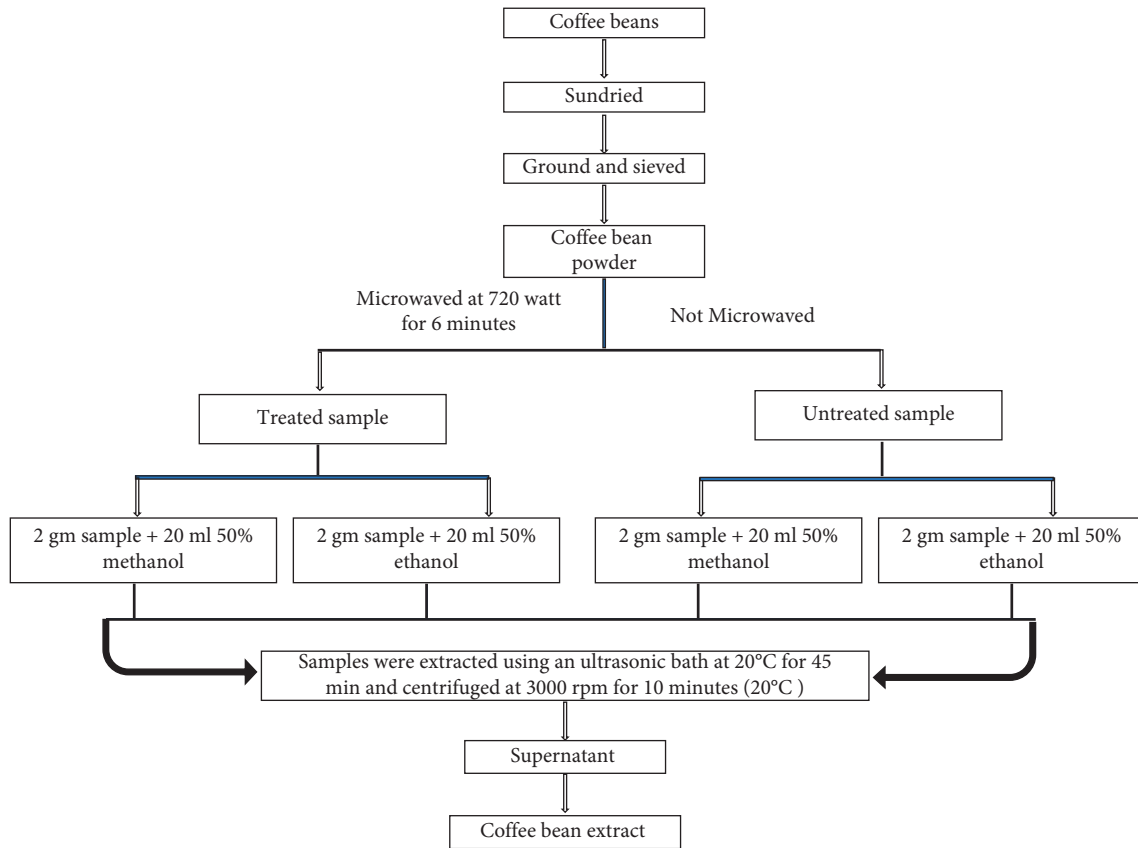 Coffee beans
Sundried
Ground and sieved
Coffee bean
powder
Microwaved at 720 watt
for 6 minutes
Not Microwaved
Treated sample
Untreated sample
2 gm sample + 20 ml 50%
methanol
2 gm sample + 20 ml 50%
ethanol
2 gm sample + 20 ml 50%
methanol
2 gm sample + 20 ml 50%
ethanol
Samples were extracted using an ultrasonic bath at 20°C for 45
min and centrifuged at 3000 rpm for 10 minutes (20°C )
Supernatant
Coffee bean extract